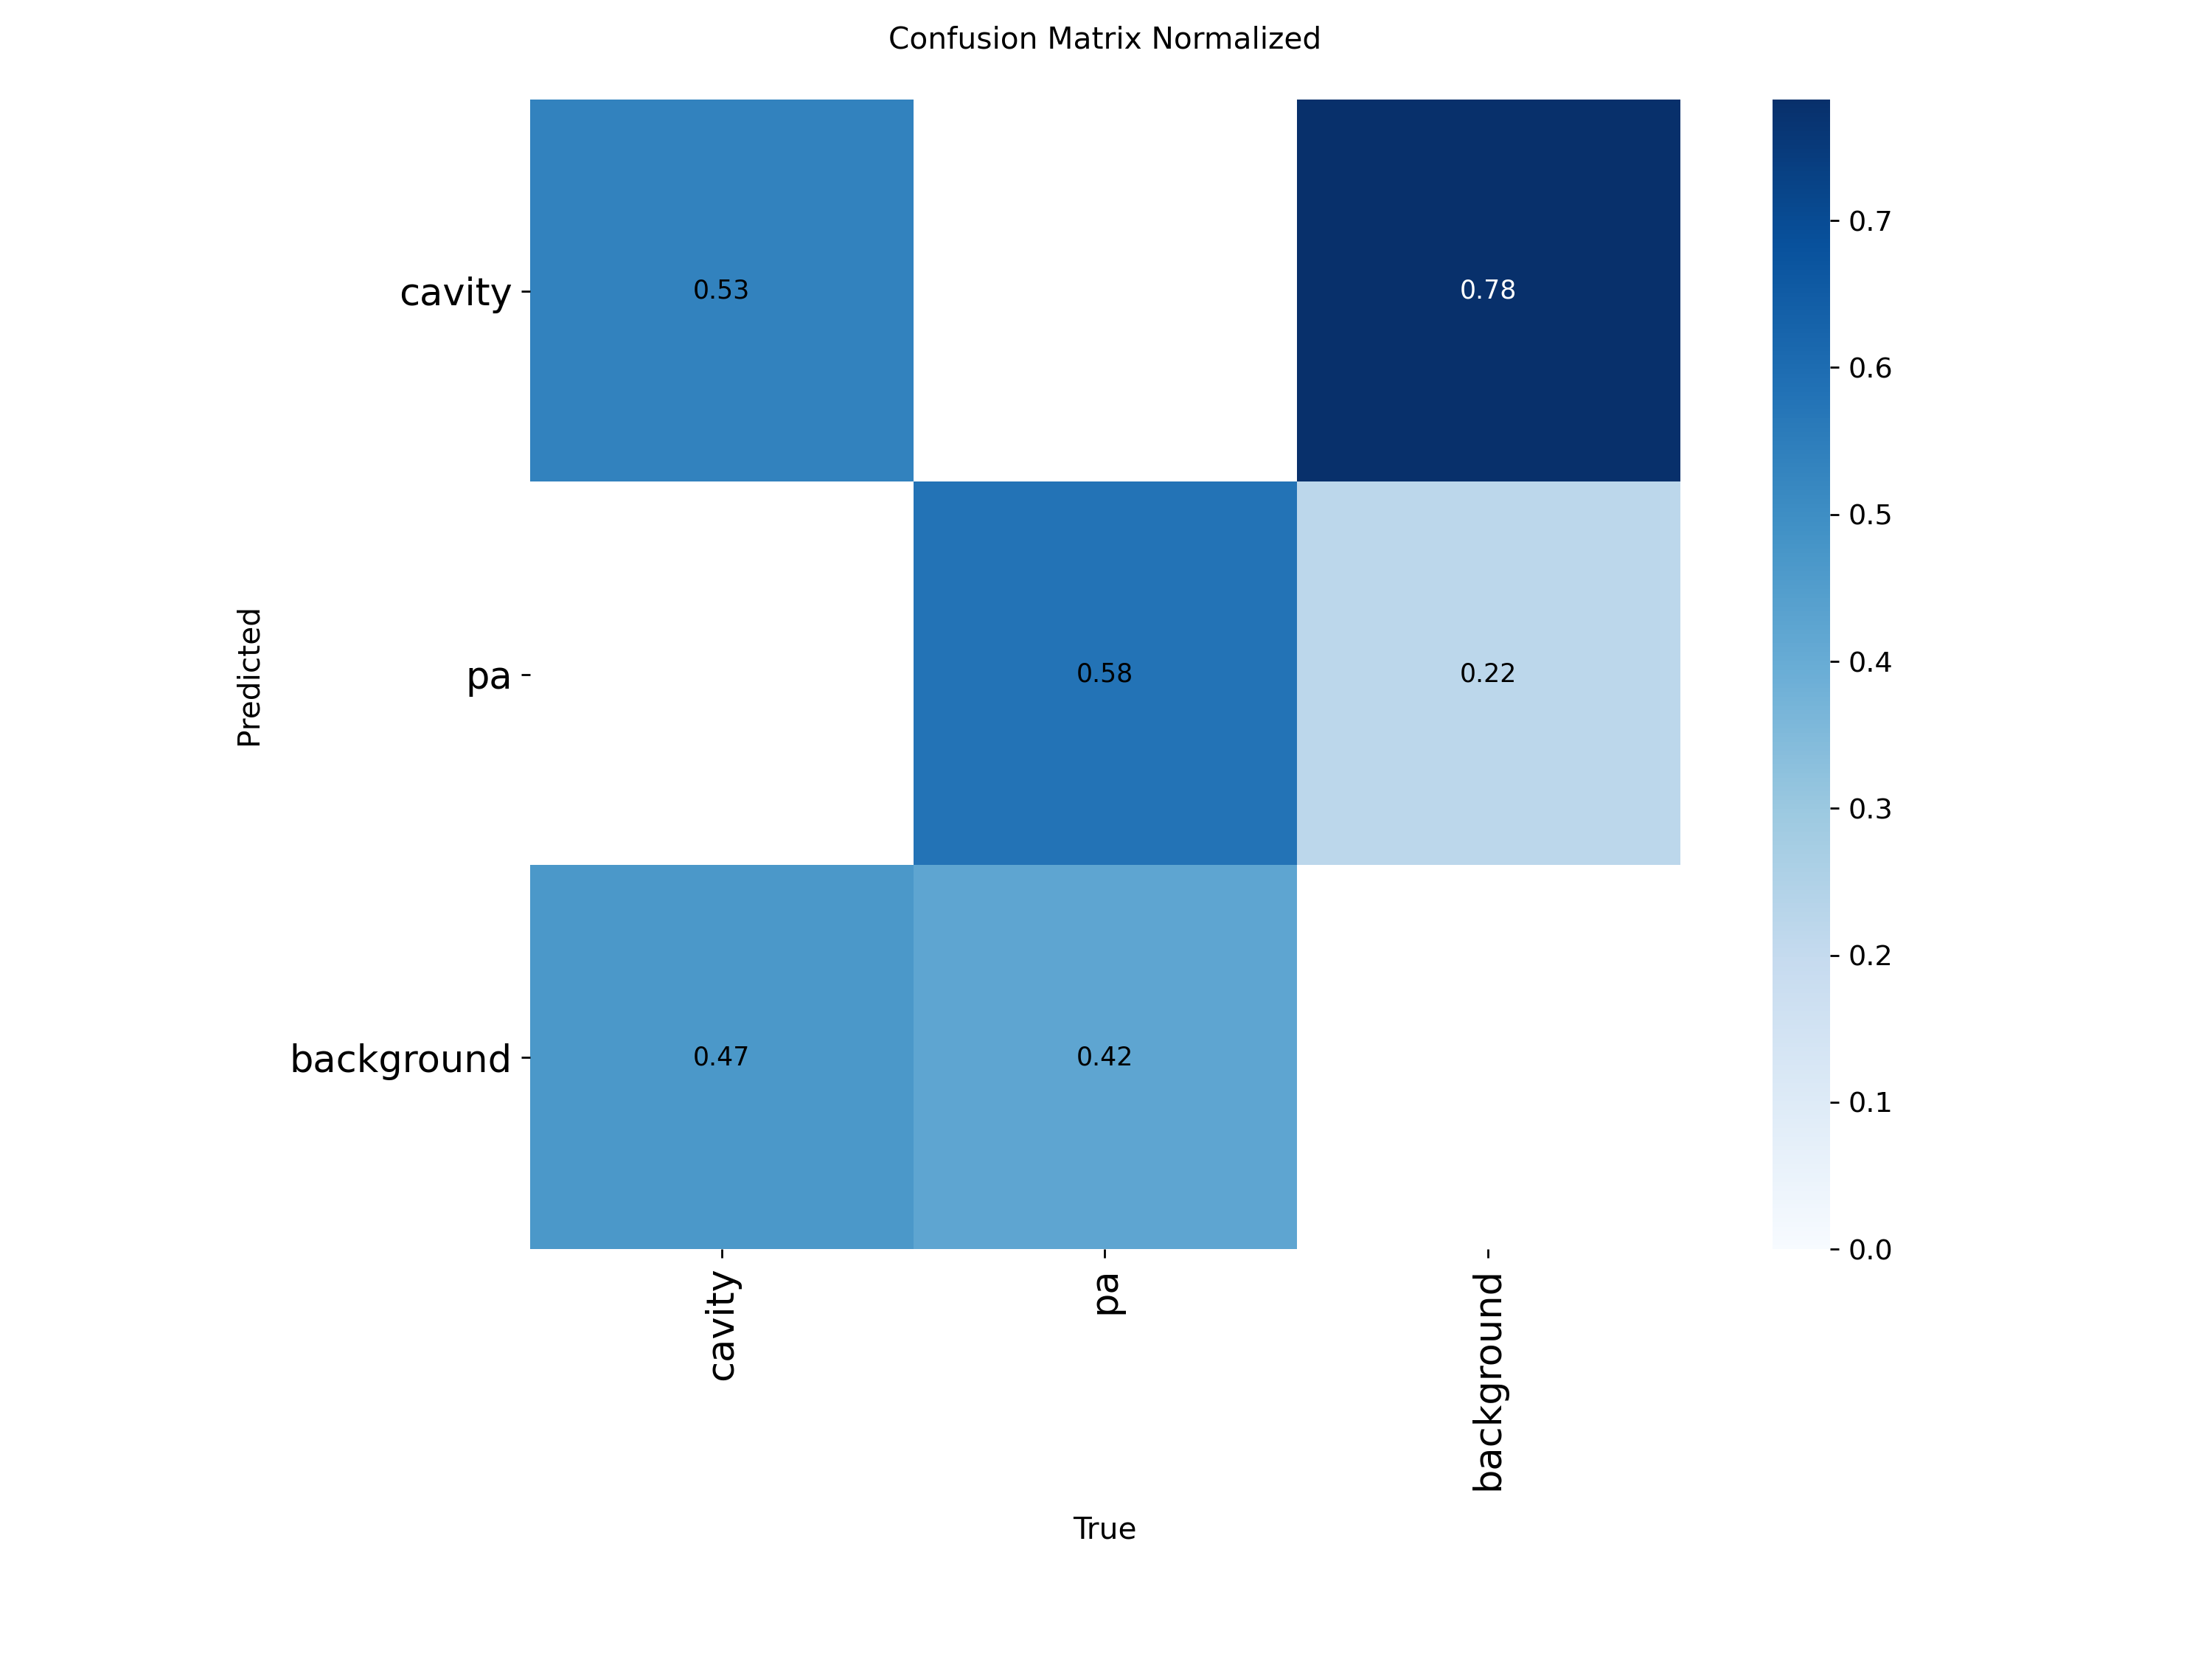 Confusion Matrix Normalized
cavity
0.53
0.78
pa
0.58
0.22
background
0.47
0.42
Predicted
cavity
pa
background
True
0.7
0.6
0.5
0.4
0.3
0.2
0.1
0.0